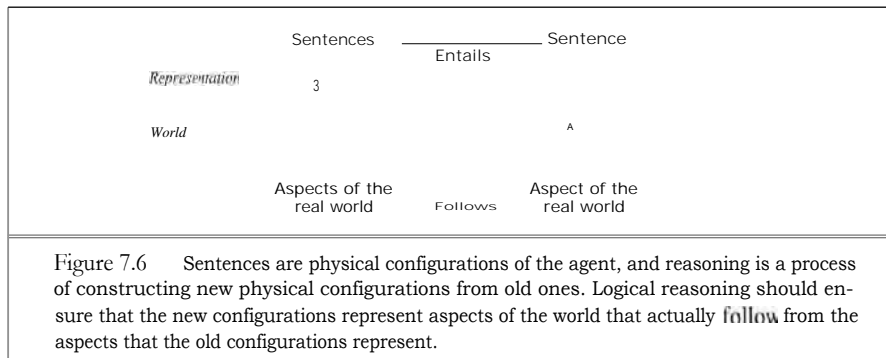 Sentences Sentence
Entails
Representation
3
World
A
Aspects of the Aspect of the
real world Follows real world
Figure 7.6 Sentences are physical configurations of the agent, and reasoning is a process
of constructing new physical configurations from old ones. Logical reasoning should en-
sure that the new configurations represent aspects of the world that actually follow from the
aspects that the old configurations represent.